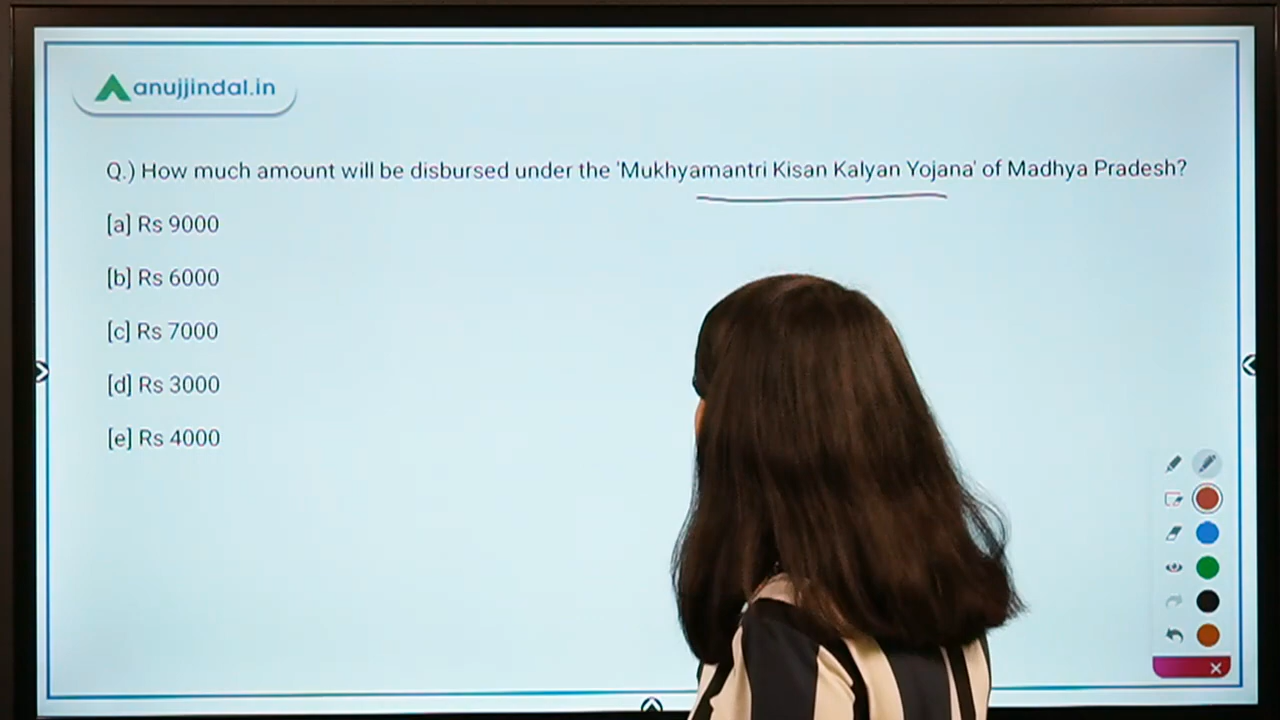 anujjindal.in
Q.) How much amount will be disbursed under the 'Mukhyamantri Kisan Kalyan Yojana' of Madhya Pradesh?
[a] Rs 9000
[b] Rs 6000
[c] Rs 7000
[d] Rs 3000
[e] Rs 4000